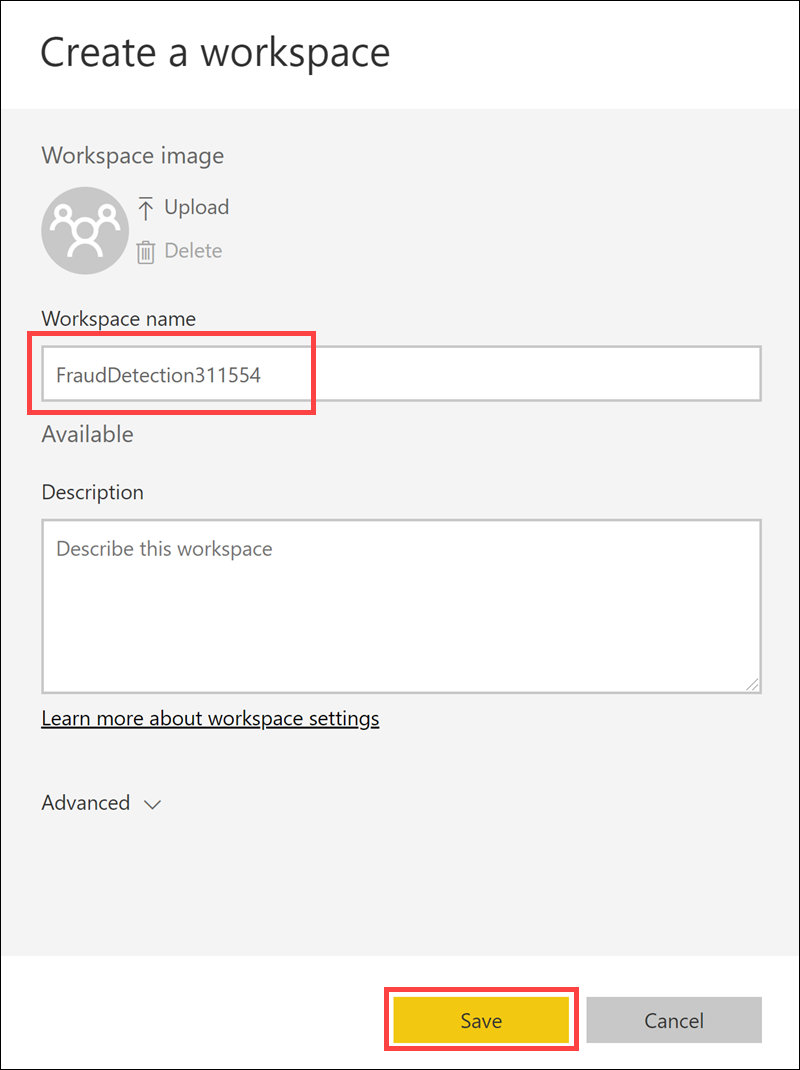 Create a workspace
Workspace image
Upload
Delete
Workspace name
FraudDetection311554
Available
Description
Describe this workspace
Learn more about workspace settings
Advanced
Save
Cancel